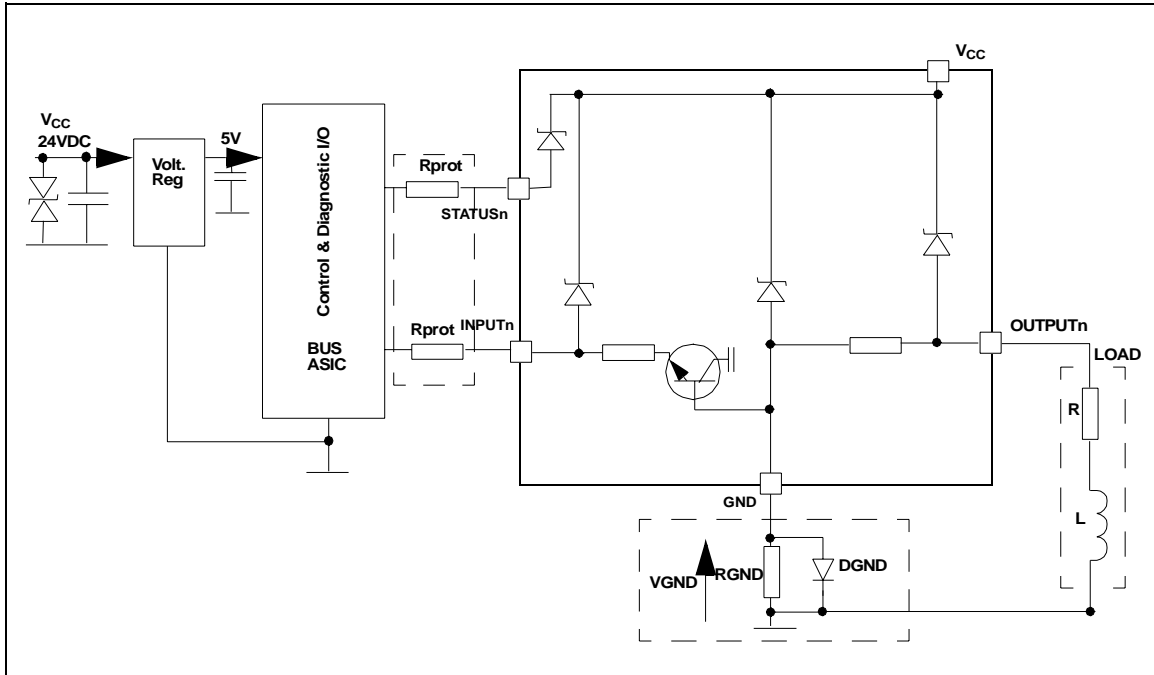 VCC
VCC
24VDC
5V
Volt.
Reg
Control & Diagnostic I/O
Rprot
STATUSn
Rprot
INPUTn
BUS
ASIC
OUTPUTn
LOAD
R
L
GND
VGND
RGND
DGND